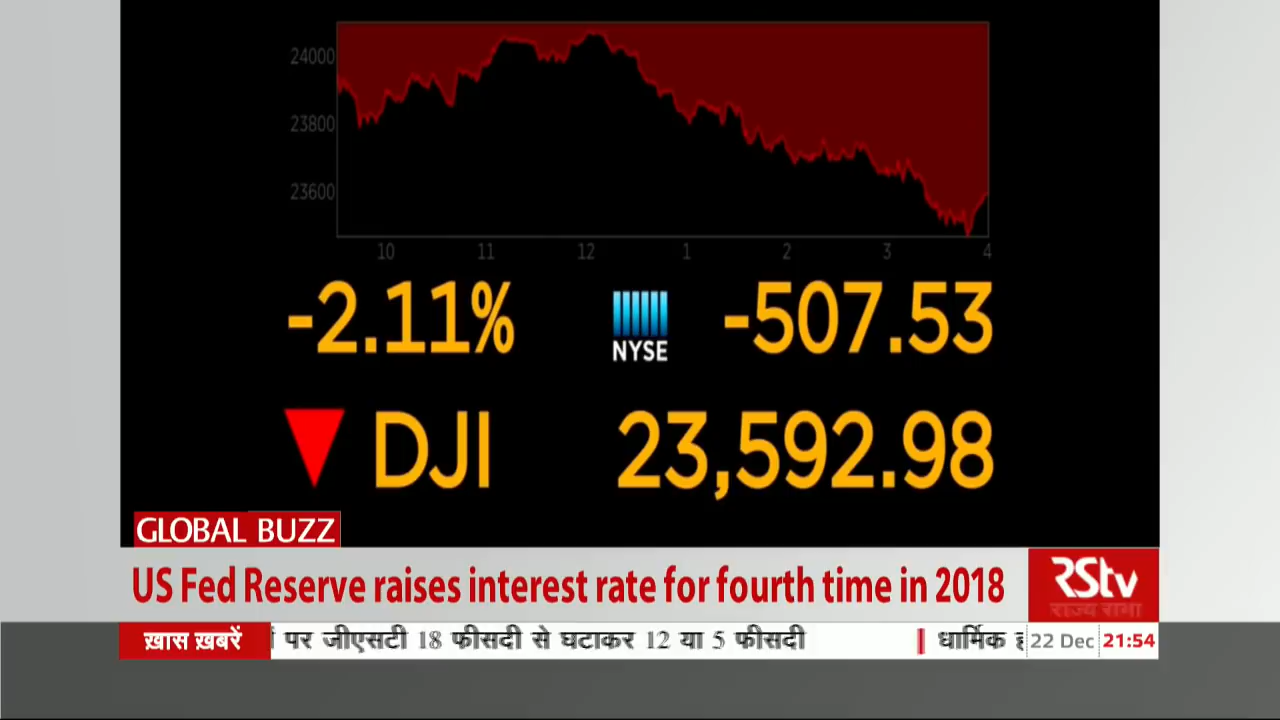 24000
23800
23600
10 11 12 1 2 3 4
-2.11% NYSE -507.53
DJI 23,592.98
GLOBAL BUZZ
US Fed Reserve raises interest rate for fourth time in 2018
RStv
राज्य सभा
ख़ास ख़बरें पर जीएसटी 18 फीसदी से घटाकर 12 या 5 फीसदी | धार्मिक 22 Dec 21:54